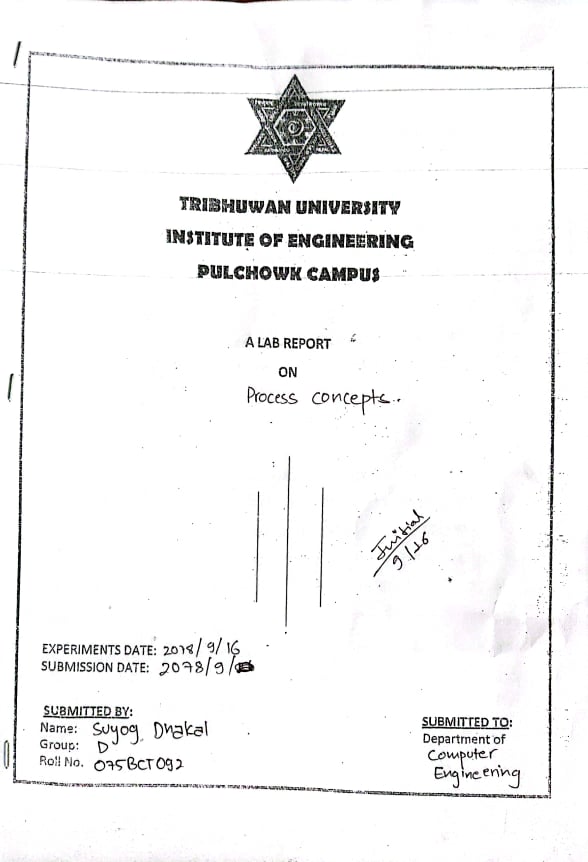 TRIBHUWAN UNIVERSITY
INSTITUTE OF ENGINEERING
PULCHOWK CAMPUS
A LAB REPORT
ON
Process concepts.
Initial
9/26
EXPERIMENTS DATE: 2078/9/16
SUBMISSION DATE: 2078/9/
SUBMITTED BY:
Name: Suyog Dhakal
Group: D
Roll No. 075BCT092
SUBMITTED TO:
Department of
Computer
Engineering